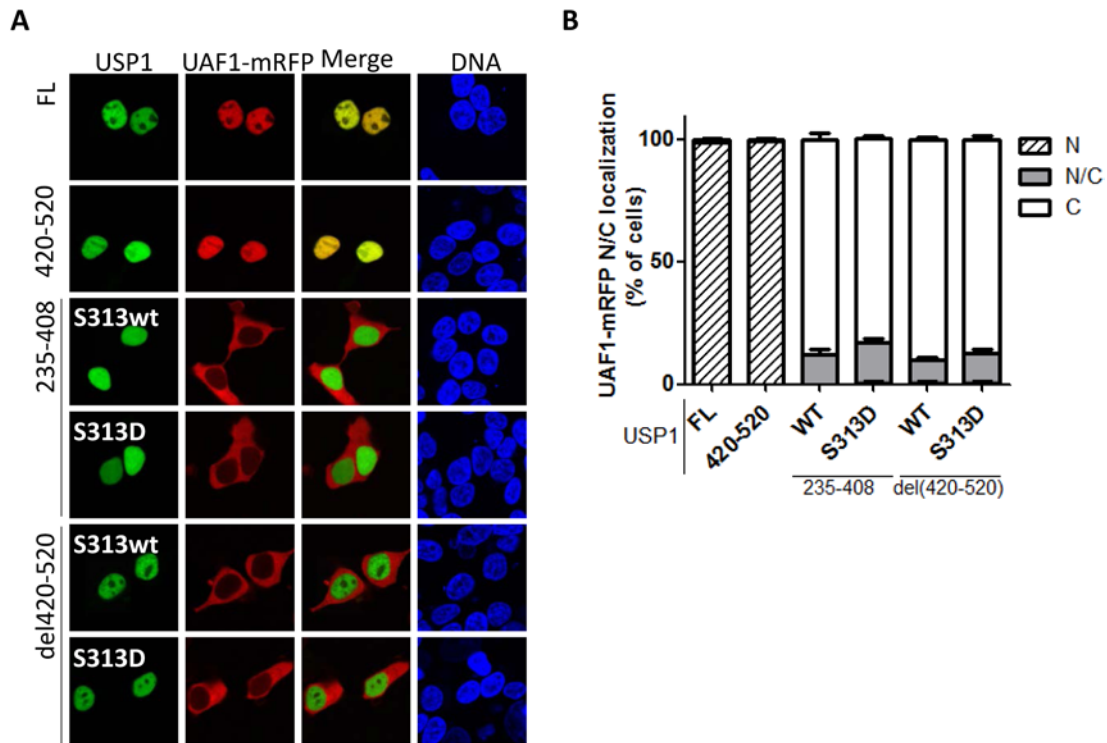 A
USP1 UAF1-mRFP Merge DNA
FL
420-520
235-408
S313wt
S313D
del420-520
S313wt
S313D
B
UAF1-mRFP N/C localization
(% of cells)
100
50
0
N
N/C
C
USP1
FL
420-520
WT
S313D
WT
S313D
235-408
del(420-520)